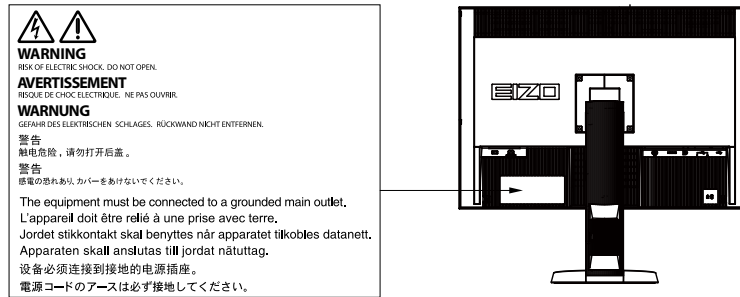 WARNING
RISK OF ELECTRIC SHOCK. DO NOT OPEN.
AVERTISSEMENT
RISQUE DE CHOC ELECTRIQUE. NE PAS OUVRIR.
WARNUNG
GEFAHR DES ELEKTRISCHEN SCHLAGES. RÜCKWAND NICHT ENTFERNEN.
警告
触电危险，请勿打开后盖。
警告
感電の恐れあり、カバーをあけないでください。
The equipment must be connected to a grounded main outlet.
L'appareil doit être relié à une prise avec terre.
Jordet stikkontakt skal benyttes når apparatet tilkobles datanett.
Apparaten skall anslutas till jordat nätuttag.
设备必须连接到接地的电源插座。
電源コードのアースは必ず接地してください。
EIZO